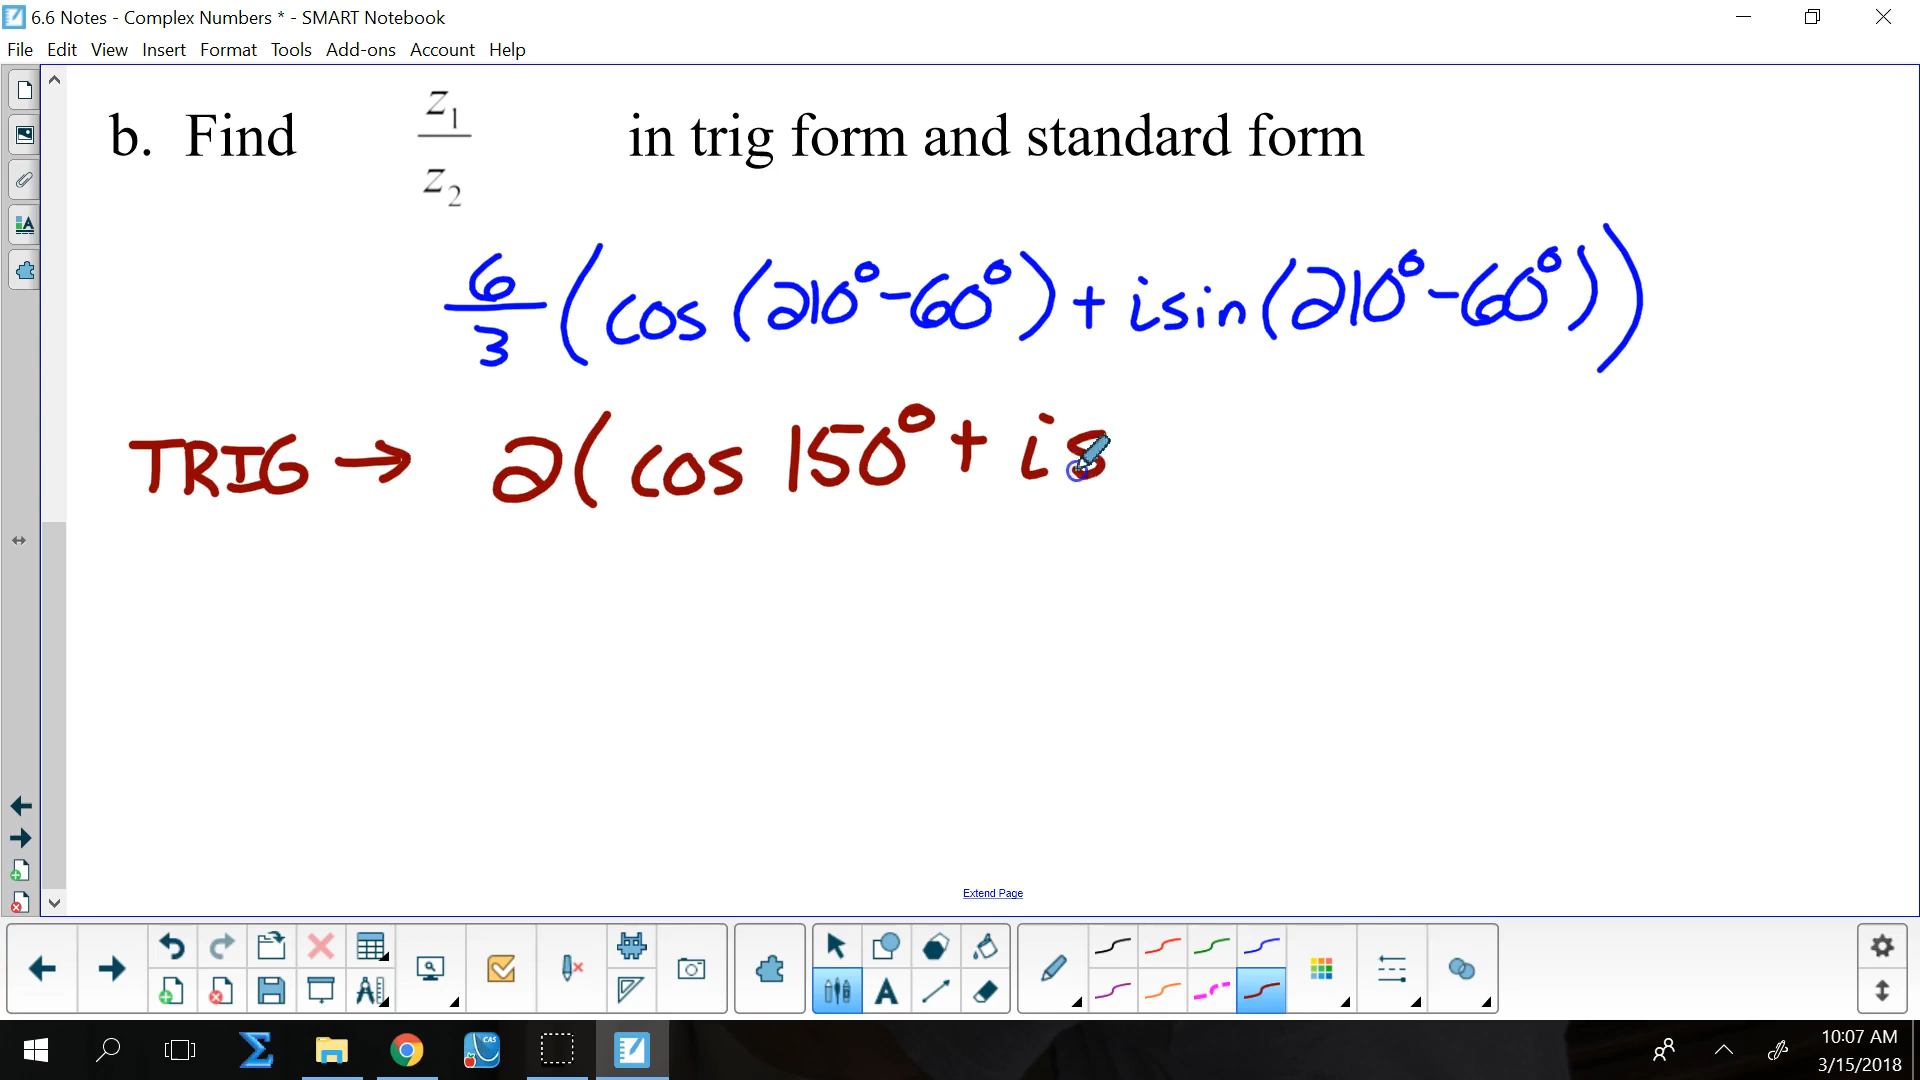 6.6 Notes - Complex Numbers * - SMART Notebook
File Edit View Insert Format Tools Add-ons Account Help
b. Find z₁/z₂ in trig form and standard form
6/3 (cos (210° - 60°) + i sin (210° - 60°))
TRIG → 2( cos 150° + i s
Extend Page
CAS
10:07 AM
3/15/2018